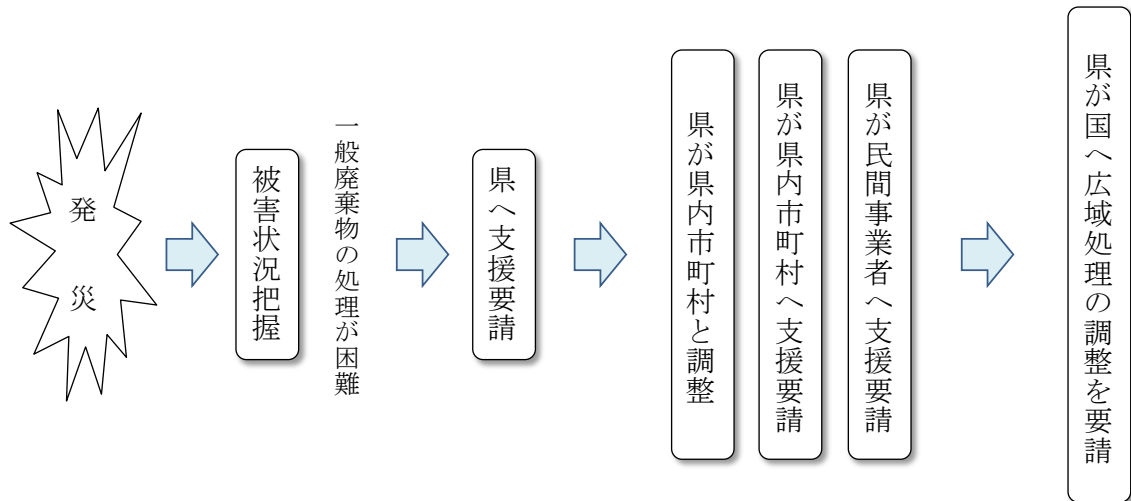 発災
被害状況把握
一般廃棄物の処理が困難
県へ支援要請
県が県内市町村と調整
県が県内市町村へ支援要請
県が民間事業者へ支援要請
県が国へ広域処理の調整を要請